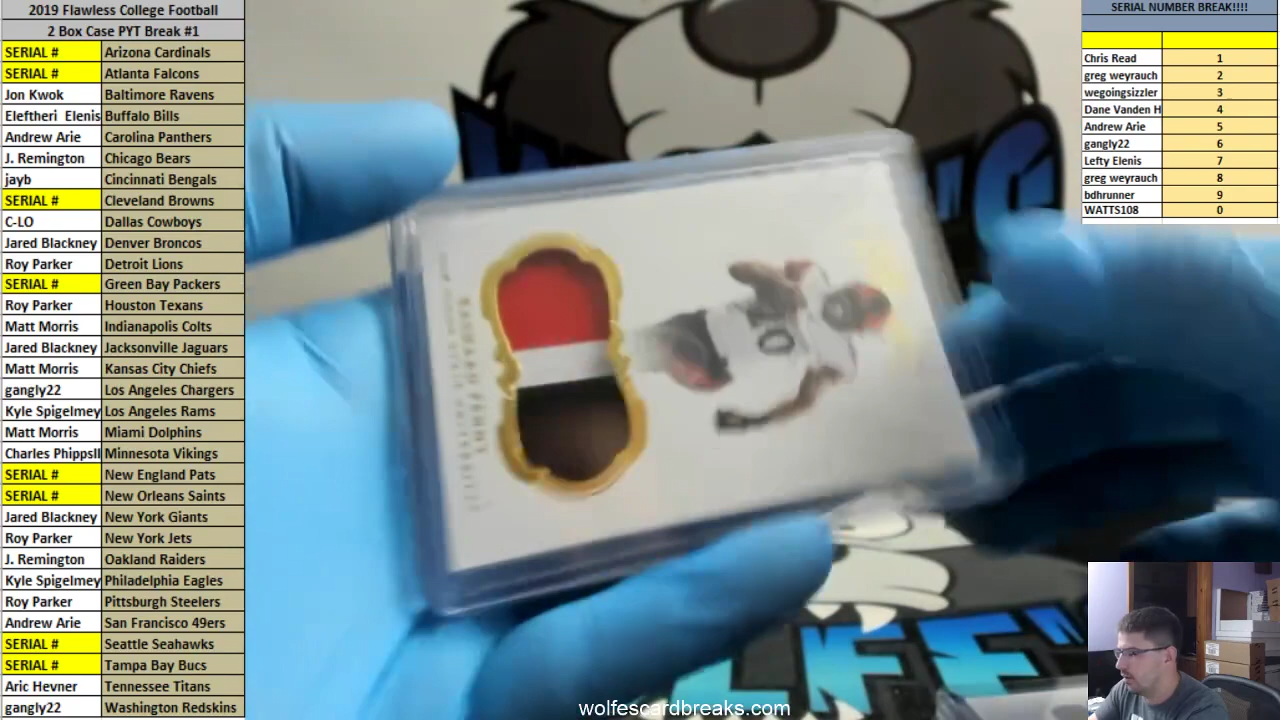 2019 Flawless College Football
2 Box Case PYT Break #1
SERIAL # Arizona Cardinals
SERIAL # Atlanta Falcons
Jon Kwok Baltimore Ravens
Eleftheri Elenis Buffalo Bills
Andrew Arie Carolina Panthers
J. Remington Chicago Bears
jayb Cincinnati Bengals
SERIAL # Cleveland Browns
C-LO Dallas Cowboys
Jared Blackney Denver Broncos
Roy Parker Detroit Lions
SERIAL # Green Bay Packers
Roy Parker Houston Texans
Matt Morris Indianapolis Colts
Jared Blackney Jacksonville Jaguars
Matt Morris Kansas City Chiefs
gangly22 Los Angeles Chargers
Kyle Spigelmey Los Angeles Rams
Matt Morris Miami Dolphins
Charles Phippsll Minnesota Vikings
SERIAL # New England Pats
SERIAL # New Orleans Saints
Jared Blackney New York Giants
Roy Parker New York Jets
J. Remington Oakland Raiders
Kyle Spigelmey Philadelphia Eagles
Roy Parker Pittsburgh Steelers
Andrew Arie San Francisco 49ers
SERIAL # Seattle Seahawks
SERIAL # Tampa Bay Bucs
Aric Hevner Tennessee Titans
gangly22 Washington Redskins
SERIAL NUMBER BREAK!!!!
Chris Read 1
greg weyrauch 2
wegoingsizzler 3
Dane Vanden H 4
Andrew Arie 5
gangly22 6
Lefty Elenis 7
greg weyrauch 8
bdhrunner 9
WATTS108 0
RASHAAD PENNY
wolfescardbreaks.com